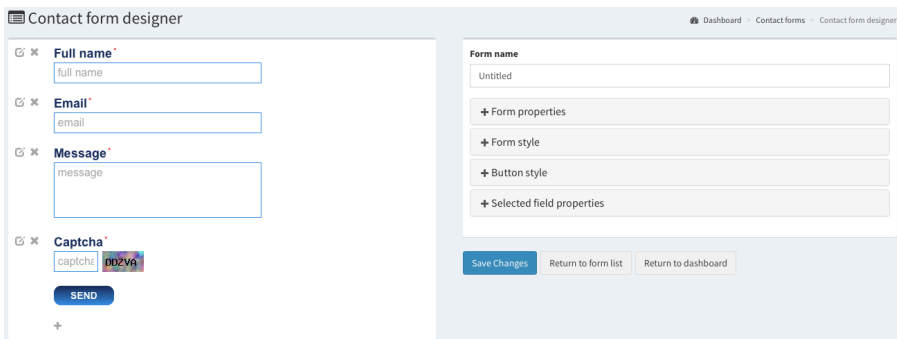 Contact form designer
Dashboard > Contact forms > Contact form designer
Full name*
full name
Email*
email
Message*
message
Captcha*
captcha DDZVA
SEND
+
Form name
Untitled
+ Form properties
+ Form style
+ Button style
+ Selected field properties
Save Changes Return to form list Return to dashboard